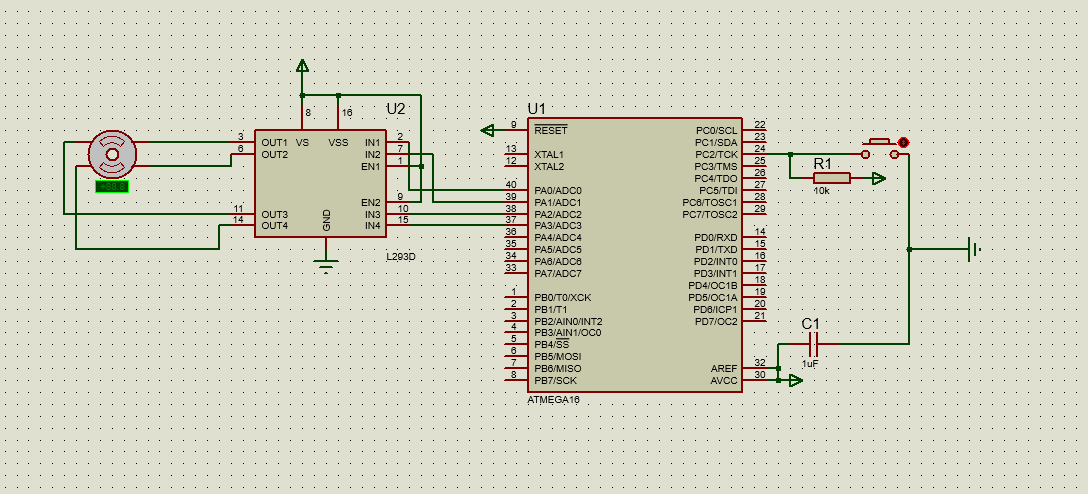 U2
8
16
3
6
OUT1
OUT2
VS
VSS
IN1
IN2
EN1
2
7
1
11
14
OUT3
OUT4
GND
EN2
IN3
IN4
9
10
15
L293D
U1
9
RESET
13
XTAL1
12
XTAL2
40
PA0/ADC0
39
PA1/ADC1
38
PA2/ADC2
37
PA3/ADC3
36
PA4/ADC4
35
PA5/ADC5
34
PA6/ADC6
33
PA7/ADC7
1
PB0/T0/XCK
2
PB1/T1
3
PB2/AIN0/INT2
4
PB3/AIN1/OC0
5
PB4/SS
6
PB5/MOSI
7
PB6/MISO
8
PB7/SCK
PC0/SCL
22
PC1/SDA
23
PC2/TCK
24
PC3/TMS
25
PC4/TDO
26
PC5/TDI
27
PC6/TOSC1
28
PC7/TOSC2
29
PD0/RXD
14
PD1/TXD
15
PD2/INT0
16
PD3/INT1
17
PD4/OC1B
18
PD5/OC1A
19
PD6/ICP1
20
PD7/OC2
21
AREF
32
AVCC
30
ATMEGA16
R1
10k
C1
1uF